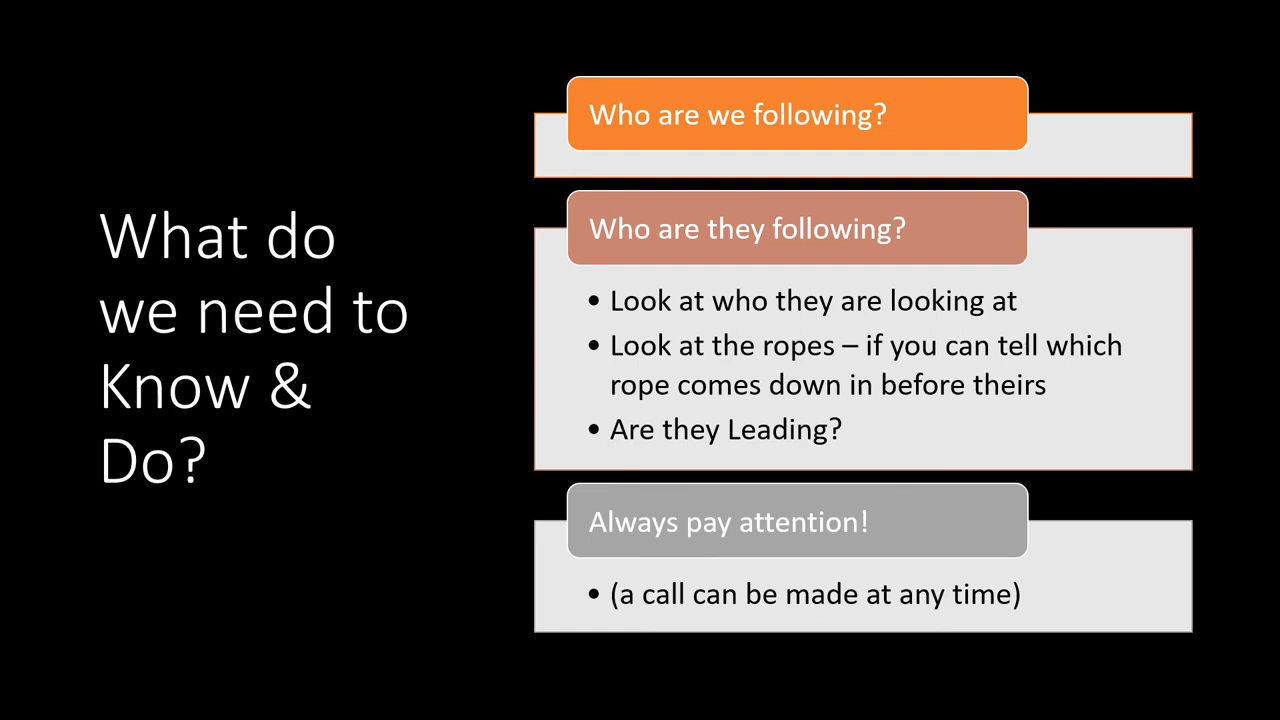 What do
we need to
Know &
Do?
Who are we following?
Who are they following?
• Look at who they are looking at
• Look at the ropes – if you can tell which
rope comes down in before theirs
• Are they Leading?
Always pay attention!
• (a call can be made at any time)